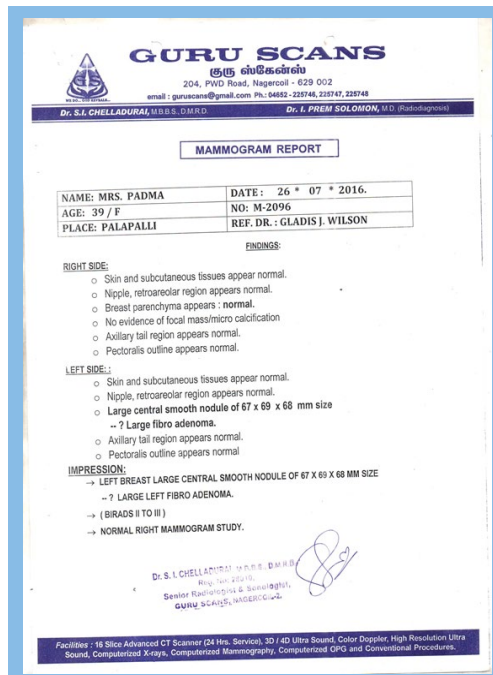 GURU SCANS
குரு ஸ்கேன்ஸ்
204, PWD Road, Nagercoil - 629 002
email : guruscans@gmail.com Ph.: 04652 - 225746, 225747, 225748
Dr. S.I. CHELLADURAI, M.B.B.S., D.M.R.D. Dr. I. PREM SOLOMON, M.D. (Radiodiagnosis)
MAMMOGRAM REPORT
NAME: MRS. PADMA DATE : 26 * 07 * 2016.
AGE: 39 / F NO: M-2096
PLACE: PALAPALLI REF. DR. : GLADIS J. WILSON
FINDINGS:
RIGHT SIDE:
o Skin and subcutaneous tissues appear normal.
o Nipple, retroareolar region appears normal.
o Breast parenchyma appears : normal.
o No evidence of focal mass/micro calcification
o Axillary tail region appears normal.
o Pectoralis outline appears normal.
LEFT SIDE: :
o Skin and subcutaneous tissues appear normal.
o Nipple, retroareolar region appears normal.
o Large central smooth nodule of 67 x 69 x 68 mm size
-- ? Large fibro adenoma.
o Axillary tail region appears normal.
o Pectoralis outline appears normal
IMPRESSION:
→ LEFT BREAST LARGE CENTRAL SMOOTH NODULE OF 67 X 69 X 68 MM SIZE
-- ? LARGE LEFT FIBRO ADENOMA.
→ ( BIRADS II TO III )
→ NORMAL RIGHT MAMMOGRAM STUDY.
Dr. S. I. CHELLADURAI M.B.B.S., D.M.R.D.
Reg. No.
Senior Radiologist & Sonologist,
GURU SCANS, NAGERCOIL-2.
Facilities : 16 Slice Advanced CT Scanner (24 Hrs. Service), 3D / 4D Ultra Sound, Color Doppler, High Resolution Ultra
Sound, Computerized X-rays, Computerized Mammography, Computerized OPG and Conventional Procedures.